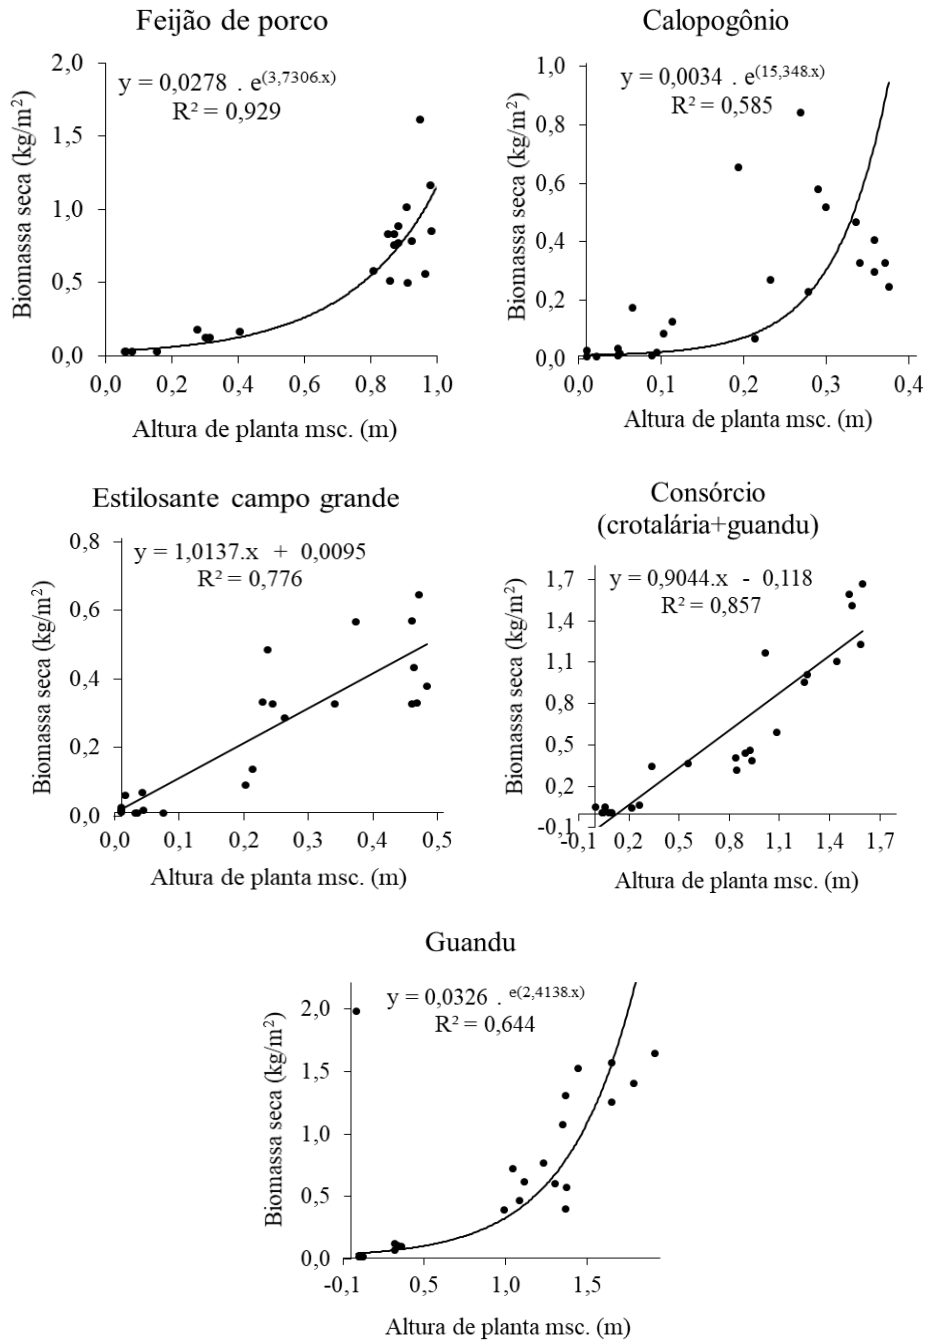 Feijão de porco
y = 0,0278 . e(3,7306.x)
R² = 0,929
Biomassa seca (kg/m²)
2,0
1,5
1,0
0,5
0,0
0,0 0,2 0,4 0,6 0,8 1,0
Altura de planta msc. (m)
Calopogônio
y = 0,0034 . e(15,348.x)
R² = 0,585
Biomassa seca (kg/m²)
1,0
0,8
0,6
0,4
0,2
0,0
0,0 0,1 0,2 0,3 0,4
Altura de planta msc. (m)
Estilosante campo grande
y = 1,0137.x + 0,0095
R² = 0,776
Biomassa seca (kg/m²)
0,8
0,6
0,4
0,2
0,0
0,0 0,1 0,2 0,3 0,4 0,5
Altura de planta msc. (m)
Consórcio
(crotalária+guandu)
y = 0,9044.x - 0,118
R² = 0,857
Biomassa seca (kg/m²)
1,7
1,4
1,1
0,8
0,5
0,2
-0,1
-0,1 0,2 0,5 0,8 1,1 1,4 1,7
Altura de planta msc. (m)
Guandu
y = 0,0326 . e(2,4138.x)
R² = 0,644
Biomassa seca (kg/m²)
2,0
1,5
1,0
0,5
0,0
-0,1 0,5 1,0 1,5
Altura de planta msc. (m)